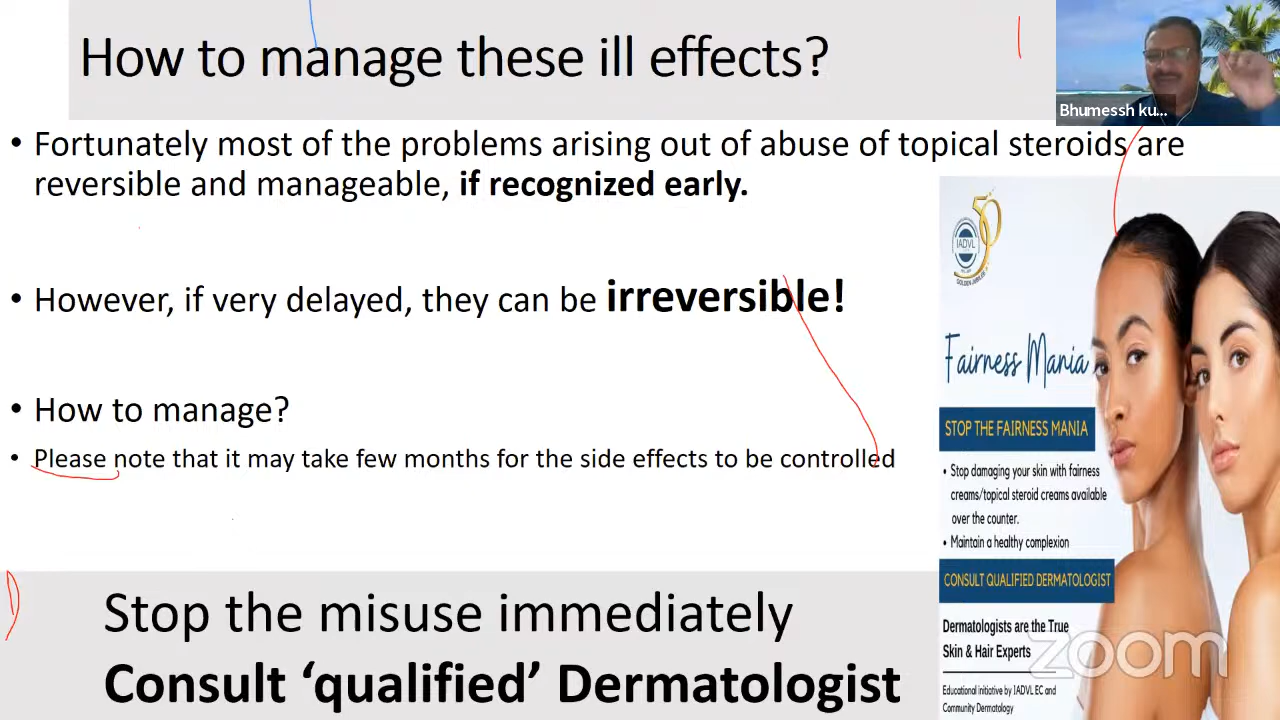 How to manage these ill effects?
Bhumessh ku...
• Fortunately most of the problems arising out of abuse of topical steroids are
reversible and manageable, if recognized early.
• However, if very delayed, they can be irreversible!
• How to manage?
• Please note that it may take few months for the side effects to be controlled
Stop the misuse immediately
Consult ‘qualified’ Dermatologist
50
IADVL
GOLDEN JUBILEE
Fairness Mania
STOP THE FAIRNESS MANIA
• Stop damaging your skin with fairness
creams/topical steroid creams available
over the counter.
• Maintain a healthy complexion
CONSULT QUALIFIED DERMATOLOGIST
Dermatologists are the True
Skin & Hair Experts
Educational initiative by IADVL EC and
Community Dermatology
zoom